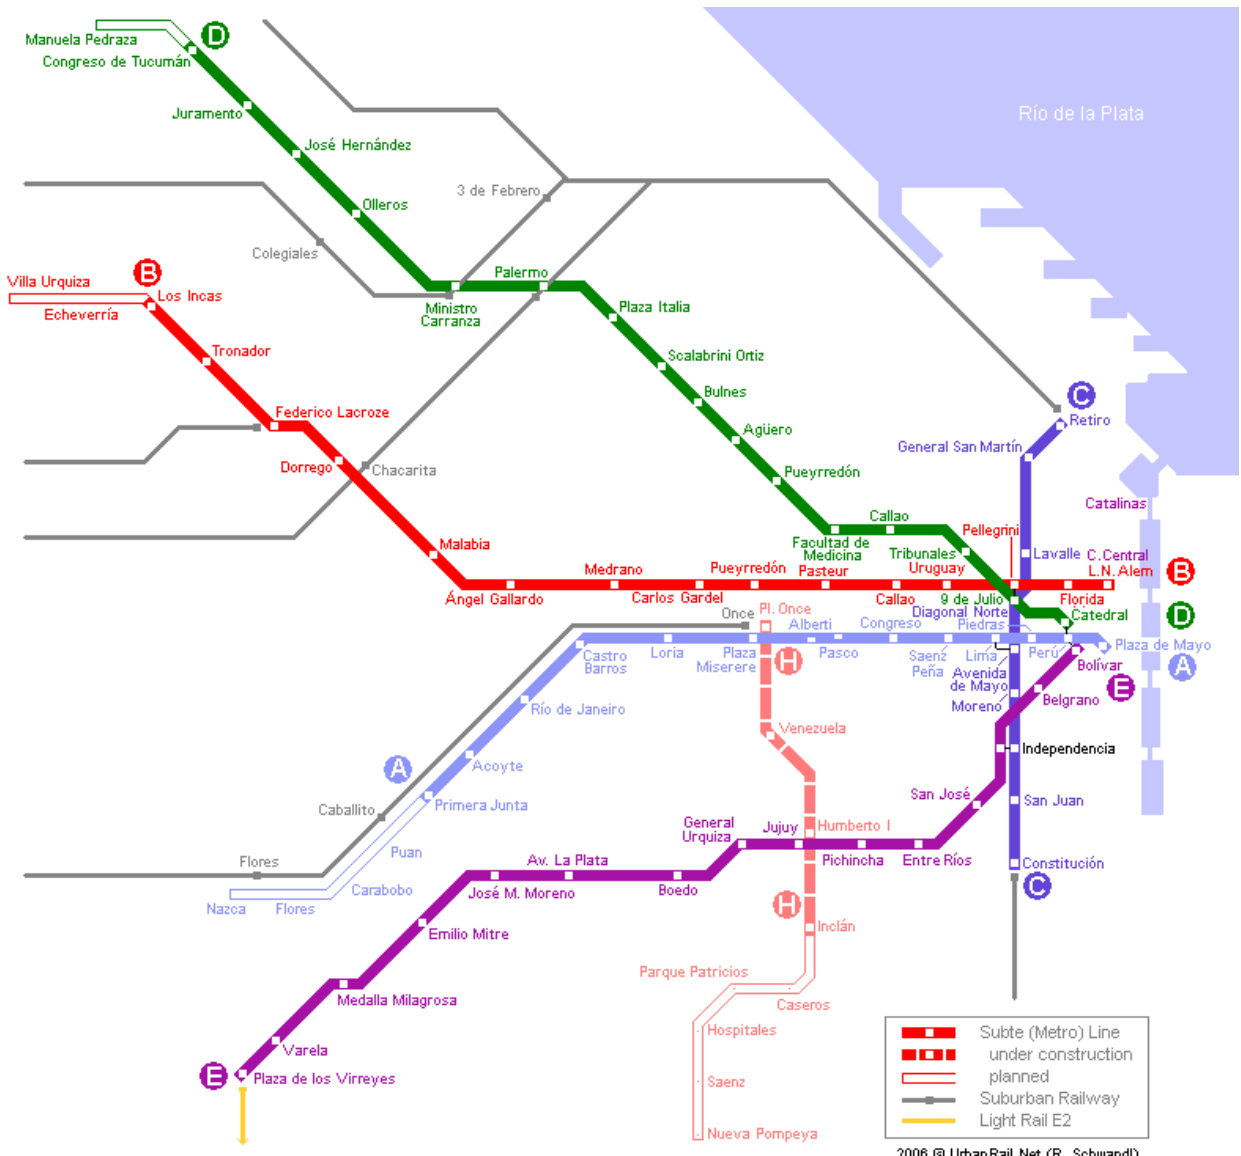 Manuela Pedraza
D
Congreso de Tucumán
Río de la Plata
Juramento
José Hernández
3 de Febrero
Olleros
Colegiales
B
Palermo
Villa Urquiza
Los Incas
Echeverría
Ministro
Carranza
Plaza Italia
Tronador
Scalabrini Ortiz
Bulnes
C
Federico Lacroze
Retiro
Agüero
General San Martín
Dorrego
Chacarita
Pueyrredón
Catalinas
Callao
Pellegrini
Facultad de
Medicina
Malabia
Tribunales
Lavalle
C.Central
Medrano
Pueyrredón
Pasteur
Uruguay
L.N. Alem
B
Ángel Gallardo
Carlos Gardel
Callao
9 de Julio
Florida
Once
Pl. Once
Diagonal Norte
Catedral
D
Alberti
Congreso
Piedras
Castro
Barros
Loria
Plaza
Miserere
H
Pasco
Saenz
Peña
Lima
Perú
Plaza de Mayo
Avenida
de Mayo
Bolívar
A
E
Belgrano
Río de Janeiro
Moreno
Venezuela
Independencia
A
Acoyte
Caballito
Primera Junta
San José
San Juan
General
Urquiza
Jujuy
Humberto I
Puan
Flores
Av. La Plata
Pichincha
Entre Ríos
Constitución
Carabobo
José M. Moreno
Boedo
C
Nazca
Flores
H
Emilio Mitre
Inclán
Parque Patricios
Medalla Milagrosa
Caseros
Hospitales
Varela
E
Plaza de los Virreyes
Saenz
Nueva Pompeya
Subte (Metro) Line
under construction
planned
Suburban Railway
Light Rail E2
2006 © UrbanRail.Net (R. Schwandl)